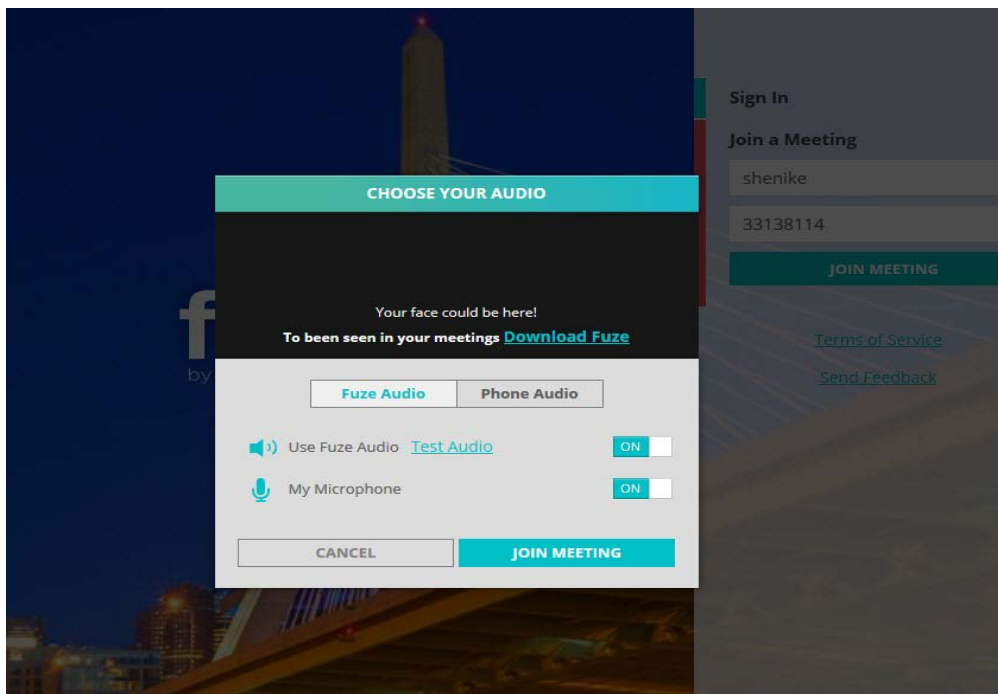 Sign In
Join a Meeting
shenike
33138114
JOIN MEETING
Terms of Service
Send Feedback
CHOOSE YOUR AUDIO
Your face could be here!
To been seen in your meetings Download Fuze
Fuze Audio Phone Audio
Use Fuze Audio Test Audio ON
My Microphone ON
CANCEL JOIN MEETING
f
by